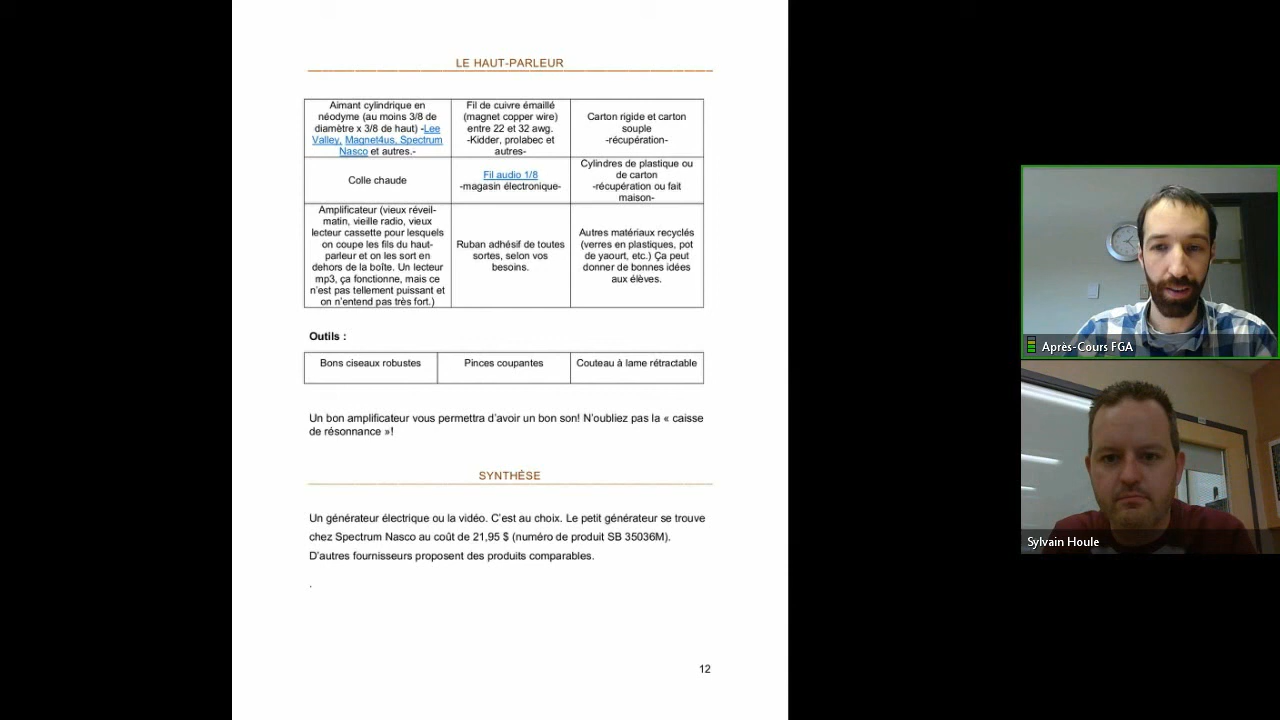 LE HAUT-PARLEUR
Aimant cylindrique en
néodyme (au moins 3/8 de
diamètre x 3/8 de haut) -Lee
Valley, Magnet4us, Spectrum
Nasco et autres.-
Fil de cuivre émaillé
(magnet copper wire)
entre 22 et 32 awg.
-Kidder, prolabec et
autres-
Carton rigide et carton
souple
-récupération-
Colle chaude
Fil audio 1/8
-magasin électronique-
Cylindres de plastique ou
de carton
-récupération ou fait
maison-
Amplificateur (vieux réveil-
matin, vieille radio, vieux
lecteur cassette pour lesquels
on coupe les fils du haut-
parleur et on les sort en
dehors de la boîte. Un lecteur
mp3, ça fonctionne, mais ce
n'est pas tellement puissant et
on n'entend pas très fort.)
Ruban adhésif de toutes
sortes, selon vos
besoins.
Autres matériaux recyclés
(verres en plastiques, pot
de yaourt, etc.) Ça peut
donner de bonnes idées
aux élèves.
Outils :
Bons ciseaux robustes
Pinces coupantes
Couteau à lame rétractable
Un bon amplificateur vous permettra d'avoir un bon son! N'oubliez pas la « caisse
de résonnance »!
SYNTHÈSE
Un générateur électrique ou la vidéo. C'est au choix. Le petit générateur se trouve
chez Spectrum Nasco au coût de 21,95 $ (numéro de produit SB 35036M).
D'autres fournisseurs proposent des produits comparables.
.
12
Après-Cours FGA
Sylvain Houle